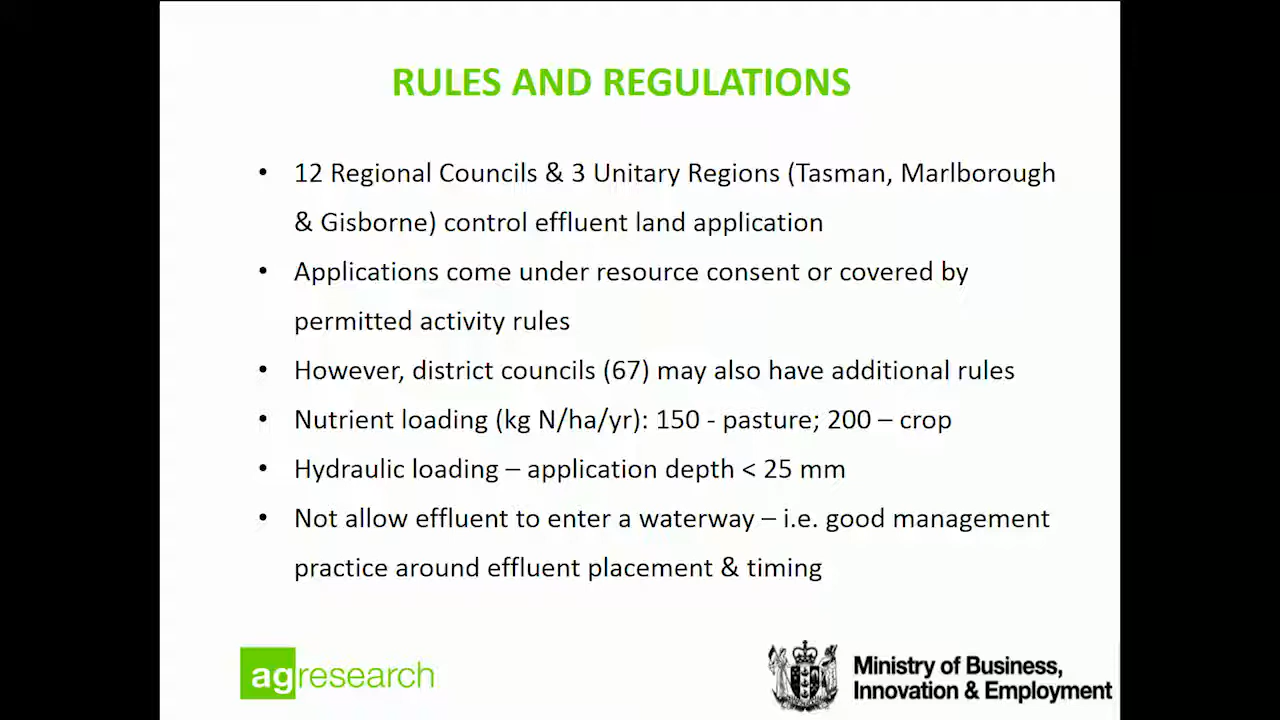 RULES AND REGULATIONS
• 12 Regional Councils & 3 Unitary Regions (Tasman, Marlborough
& Gisborne) control effluent land application
• Applications come under resource consent or covered by
permitted activity rules
• However, district councils (67) may also have additional rules
• Nutrient loading (kg N/ha/yr): 150 - pasture; 200 – crop
• Hydraulic loading – application depth < 25 mm
• Not allow effluent to enter a waterway – i.e. good management
practice around effluent placement & timing
agresearch
Ministry of Business,
Innovation & Employment